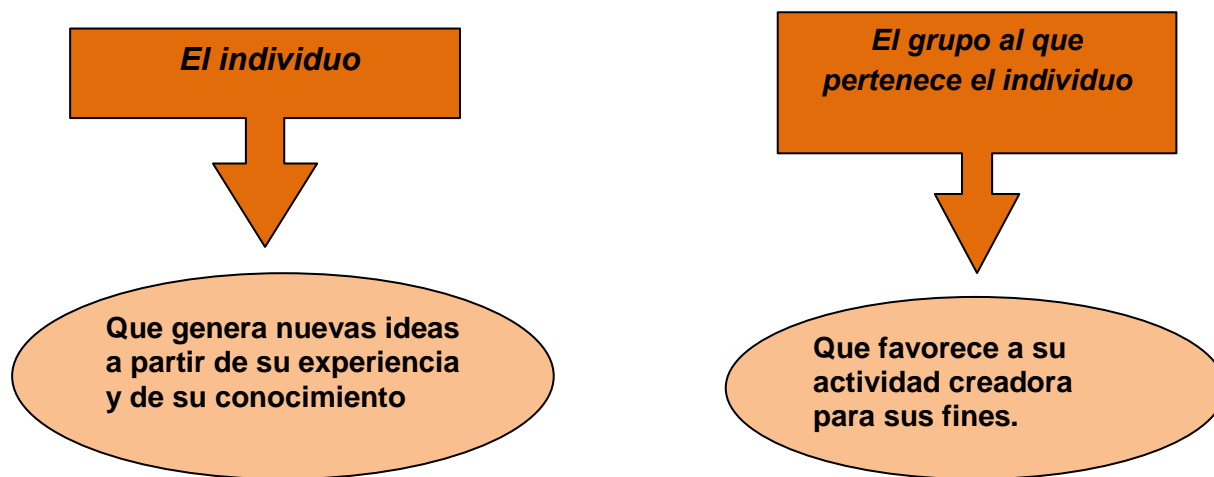 El individuo
El grupo al que
pertenece el individuo
Que genera nuevas ideas
a partir de su experiencia
y de su conocimiento
Que favorece a su
actividad creadora
para sus fines.